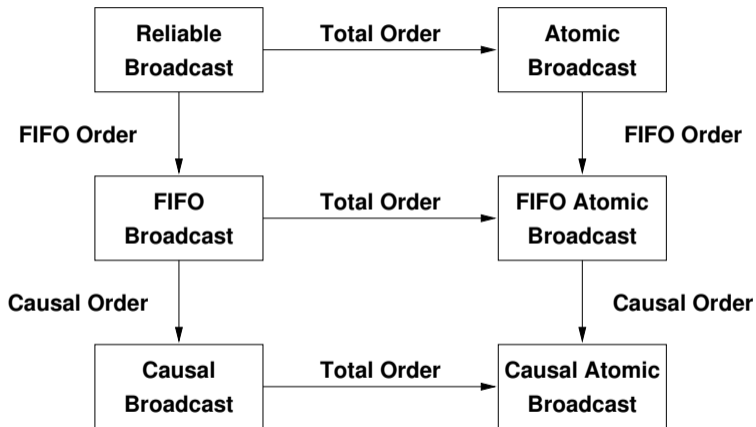 Reliable
Broadcast
Total Order
Atomic
Broadcast
FIFO Order
FIFO Order
FIFO
Broadcast
Total Order
FIFO Atomic
Broadcast
Causal Order
Causal Order
Causal
Broadcast
Total Order
Causal Atomic
Broadcast